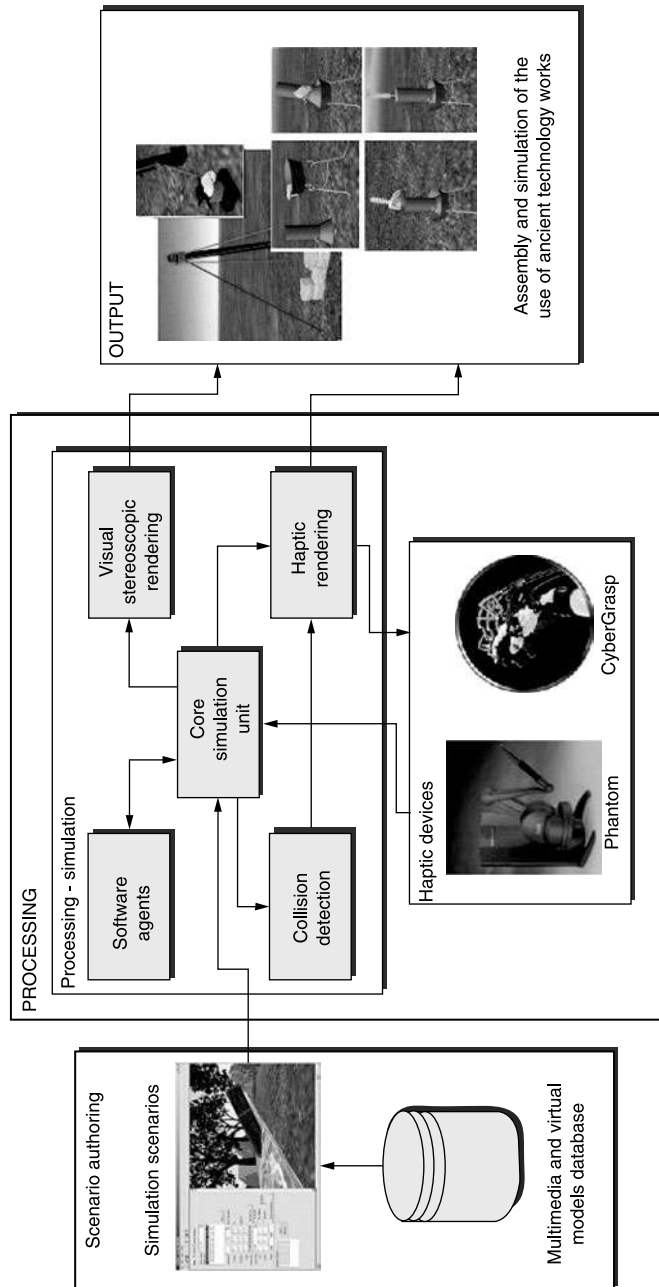 Scenario authoring
Simulation scenarios
Multimedia and virtual
models database
PROCESSING
Processing - simulation
Software
agents
Core
simulation
unit
Visual
stereoscopic
rendering
Collision
detection
Haptic
rendering
Haptic devices
Phantom
CyberGrasp
OUTPUT
Assembly and simulation of the
use of ancient technology works